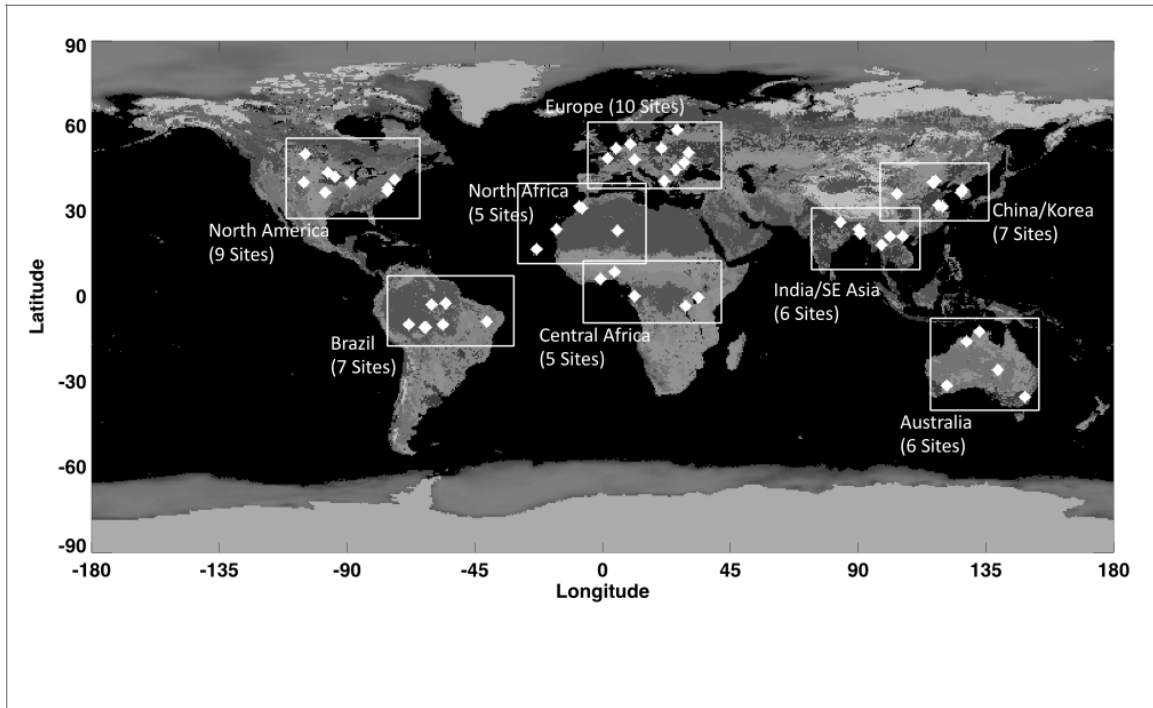 90
60
30
0
-30
-60
-90
Latitude
Europe (10 Sites)
North Africa
(5 Sites)
North America
(9 Sites)
China/Korea
(7 Sites)
India/SE Asia
(6 Sites)
Brazil
(7 Sites)
Central Africa
(5 Sites)
Australia
(6 Sites)
-180 -135 -90 -45 0 45 90 135 180
Longitude